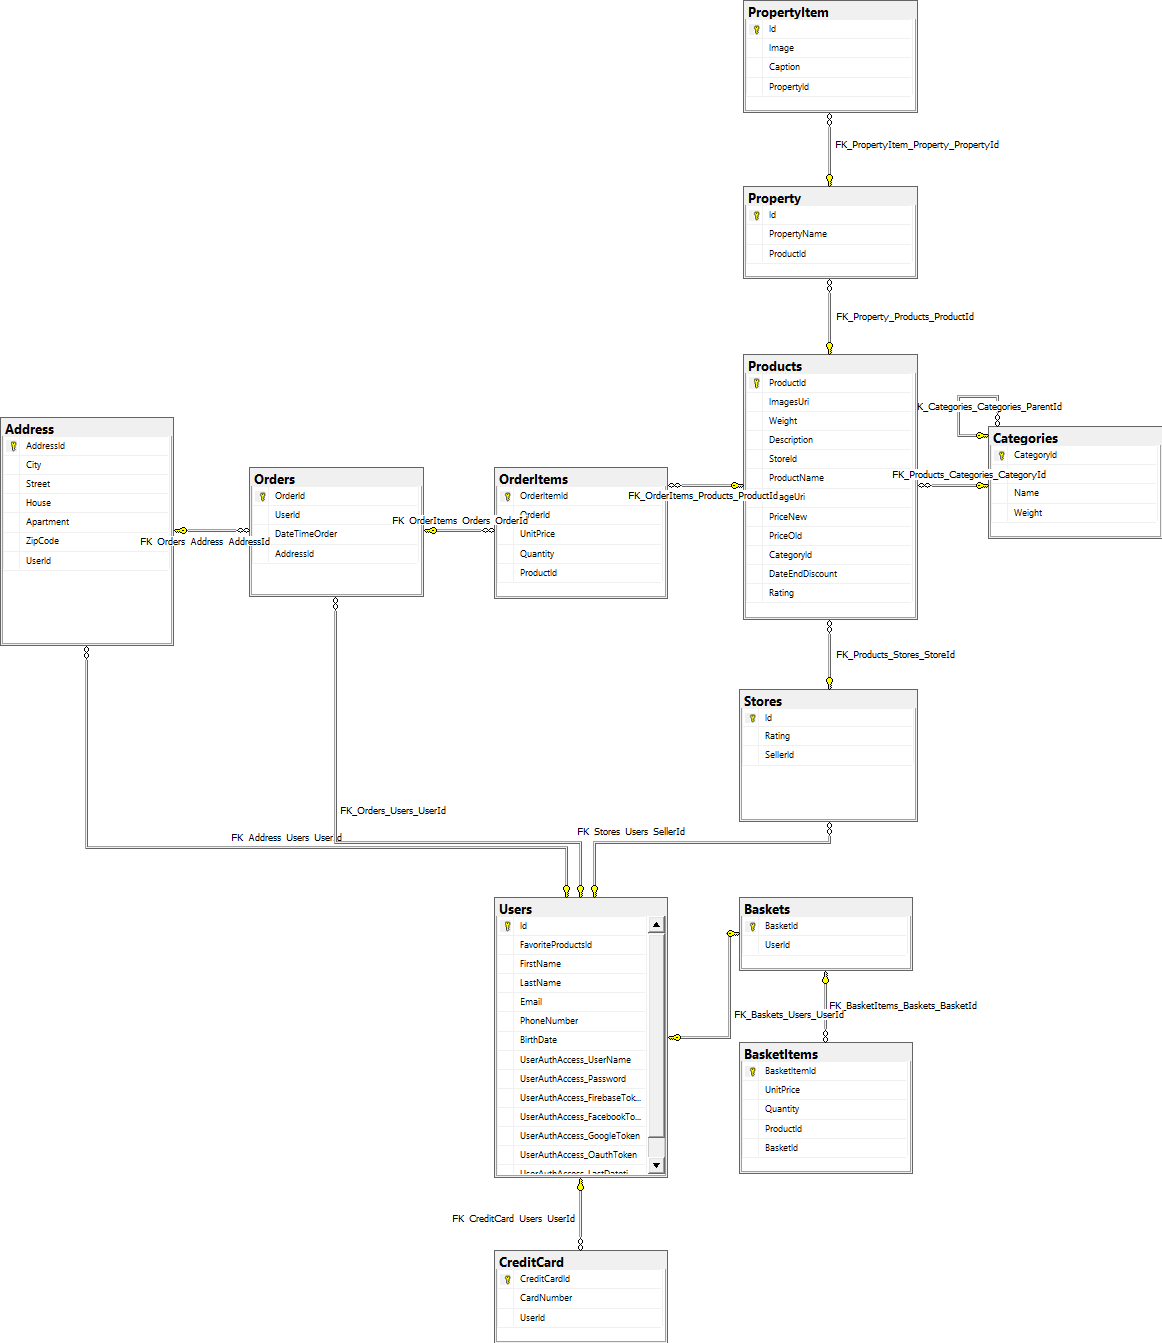 PropertyItem
Id
Image
Caption
PropertyId
FK_PropertyItem_Property_PropertyId
Property
Id
PropertyName
ProductId
FK_Property_Products_ProductId
Products
ProductId
ImagesUri
Weight
Description
StoreId
ProductName
ageUri
PriceNew
PriceOld
CategoryId
DateEndDiscount
Rating
K_Categories_Categories_ParentId
Categories
CategoryId
Name
Weight
FK_Products_Categories_CategoryId
Address
AddressId
City
Street
House
Apartment
ZipCode
UserId
FK_Orders_Address_AddressId
Orders
OrderId
UserId
DateTimeOrder
AddressId
FK_OrderItems_Orders_OrderId
OrderItems
OrderItemId
OrderId
UnitPrice
Quantity
ProductId
FK_OrderItems_Products_ProductId
FK_Products_Stores_StoreId
Stores
Id
Rating
SellerId
FK_Orders_Users_UserId
FK_Address_Users_UserId
FK_Stores_Users_SellerId
Users
Id
FavoriteProductsId
FirstName
LastName
Email
PhoneNumber
BirthDate
UserAuthAccess_UserName
UserAuthAccess_Password
UserAuthAccess_FirebaseTok...
UserAuthAccess_FacebookTo...
UserAuthAccess_GoogleToken
UserAuthAccess_OauthToken
UserAuthAccess_LastDateti...
Baskets
BasketId
UserId
FK_Baskets_Users_UserId
FK_BasketItems_Baskets_BasketId
BasketItems
BasketItemId
UnitPrice
Quantity
ProductId
BasketId
FK_CreditCard_Users_UserId
CreditCard
CreditCardId
CardNumber
UserId